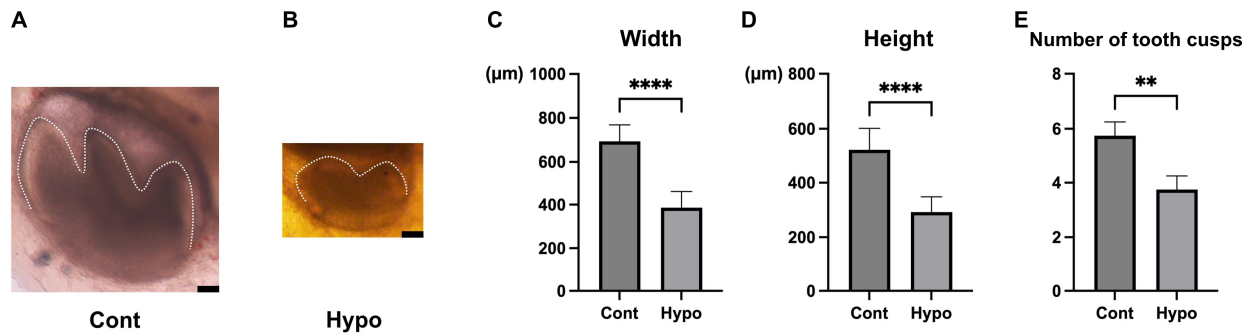 A
B
C
D
E
Cont
Hypo
Width
(μm)
1000
800
600
400
200
0
****
Cont
Hypo
Height
(μm)
800
600
400
200
0
****
Cont
Hypo
Number of tooth cusps
8
6
4
2
0
**
Cont
Hypo